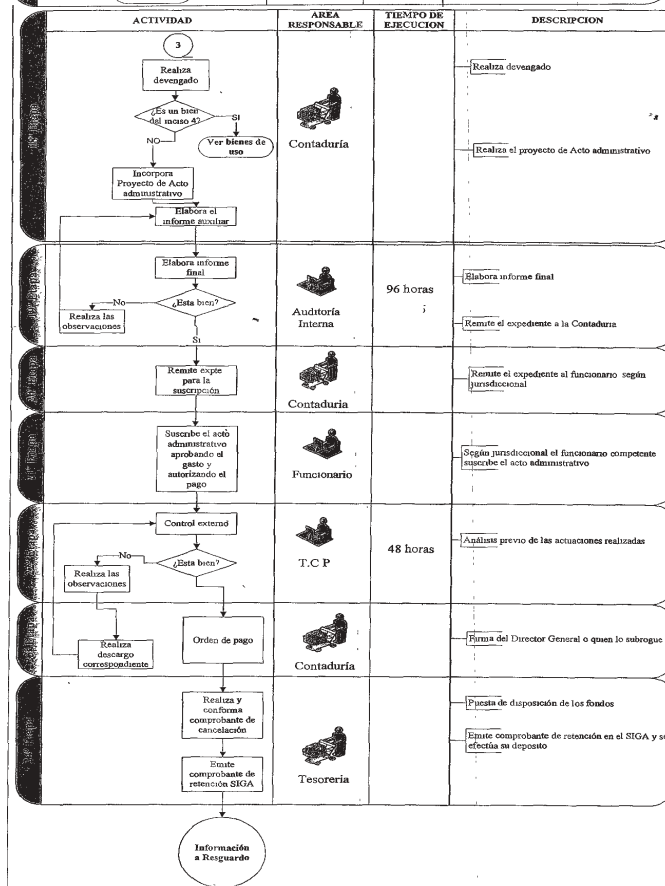 ACTIVIDAD
AREA
RESPONSABLE
TIEMPO DE
EJECUCION
DESCRIPCION
3
Realiza
devengado
¿Es un bien
del inciso 4?
SI
NO
Ver bienes de
uso
Incorpora
Proyecto de Acto
administrativo
Elabora el
informe auxiliar
Contaduría
Realiza devengado
Realiza el proyecto de Acto administrativo
Elabora informe
final
¿Esta bien?
No
Realiza las
observaciones
Si
Auditoría
Interna
96 horas
Elabora informe final
Remite el expediente a la Contaduria
Remite expte
para la
suscripción
Contaduria
Remite el expediente al funcionario según
jurisdiccional
Suscribe el acto
administrativo
aprobando el
gasto y
autorizando el
pago
Funcionario
Según jurisdiccional el funcionario competente
suscribe el acto administrativo
Control externo
¿Esta bien?
No
Realiza las
observaciones
T.C P
48 horas
Análisis previo de las actuaciones realizadas
Realiza
descargo
correspondiente
Orden de pago
Contaduría
Firma del Director General o quien lo subrogue
Realiza y
conforma
comprobante de
cancelación
Emite
comprobante de
retención SIGA
Tesorería
Puesta de disposición de los fondos
Emite comprobante de retención en el SIGA y se
efectúa su deposito
Información
a Resguardo